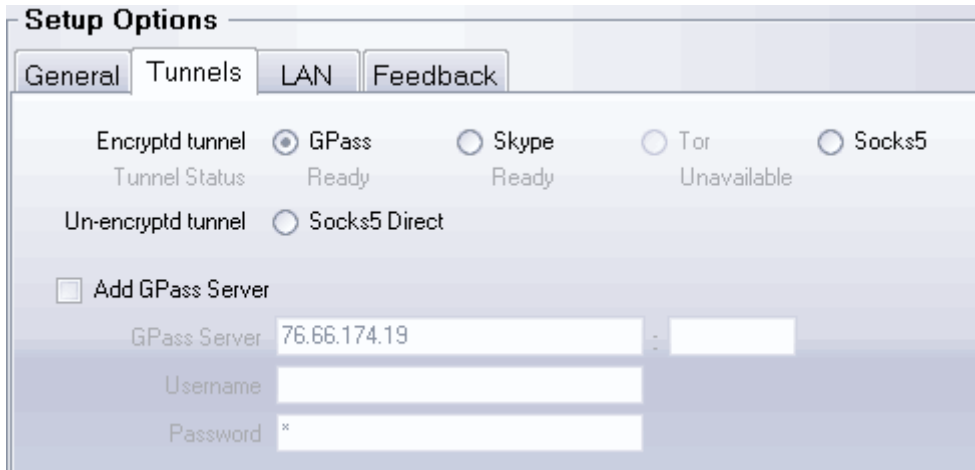 Setup Options
General Tunnels LAN Feedback
Encryptd tunnel GPass Skype Tor Socks5
Tunnel Status Ready Ready Unavailable
Un-encryptd tunnel Socks5 Direct
Add GPass Server
GPass Server 76.66.174.19 :
Username
Password *